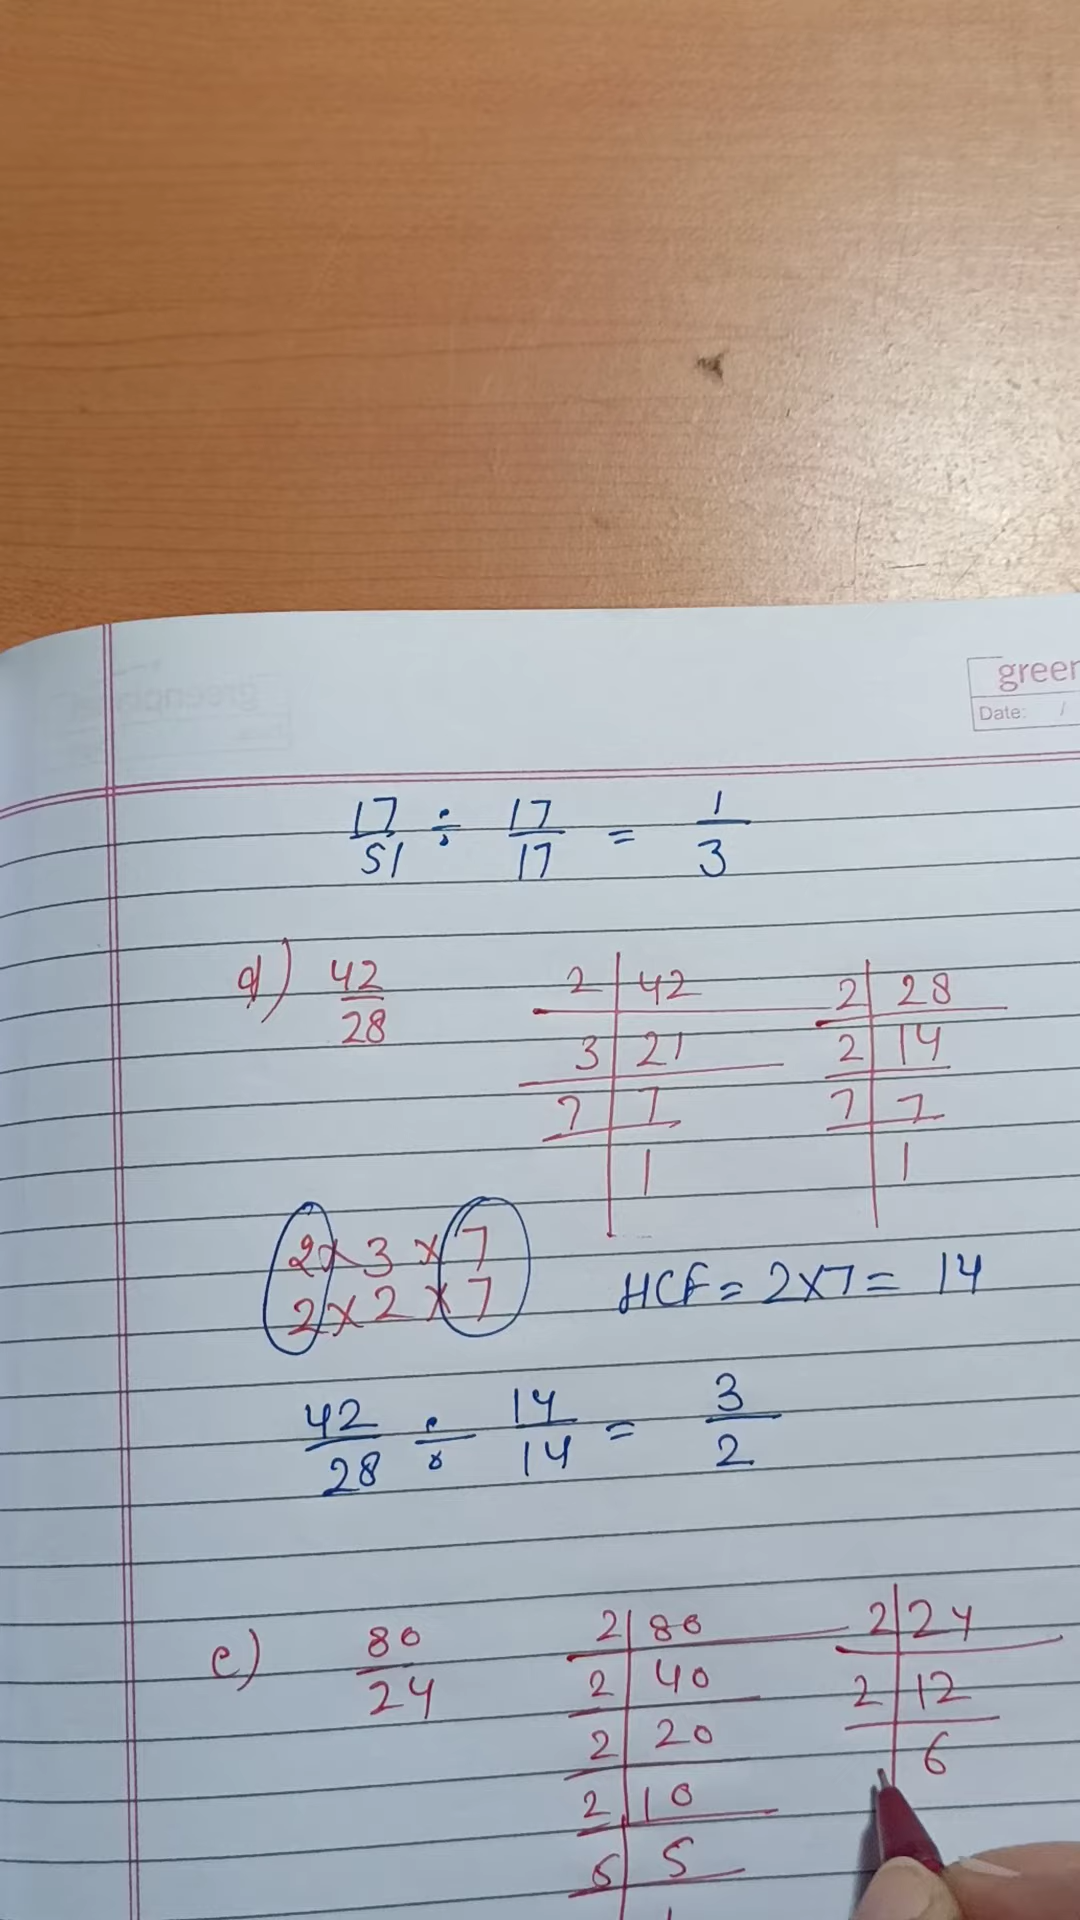 green
Date: /
17/51 ÷ 17/17 = 1/3
d) 42/28
2 | 42
3 | 21
7 | 7
1
2 | 28
2 | 14
7 | 7
1
2 x 3 x 7
2 x 2 x 7
HCF = 2x7 = 14
42/28 ÷ 14/14 = 3/2
e) 80/24
2 | 80
2 | 40
2 | 20
2 | 10
5 | 5
1
2 | 24
2 | 12
6